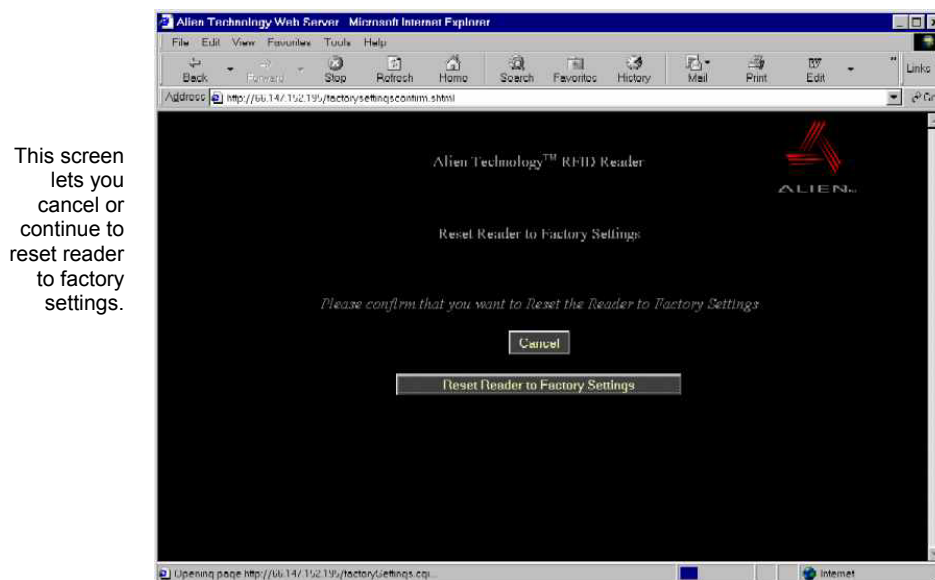 Alien Technology Web Server - Microsoft Internet Explorer
File Edit View Favorites Tools Help
Back Forward Stop Refresh Home Search Favorites History Mail Print Edit
Links
Address http://66.147.152.195/factorysettingsconfirm.shtml
This screen
lets you
cancel or
continue to
reset reader
to factory
settings.
Alien Technology™ RFID Reader
ALIEN
Reset Reader to Factory Settings
Please confirm that you want to Reset the Reader to Factory Settings
Cancel
Reset Reader to Factory Settings
Opening page http://66.147.152.195/factorySettings.cgi...
Internet